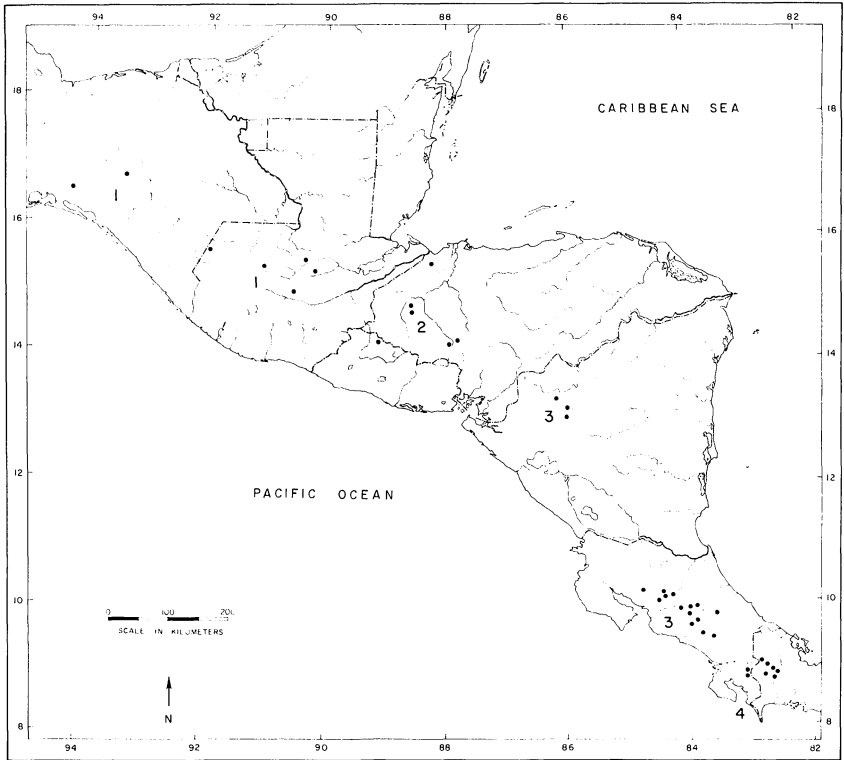 94 90 88 86 84 82
18 18
CARIBBEAN SEA
1
16 16
1
2
14 14
3
12 12
PACIFIC OCEAN
10 10
0 100 200
SCALE IN KILOMETERS
3
N
4
8 8
94 92 90 88 86 84 82